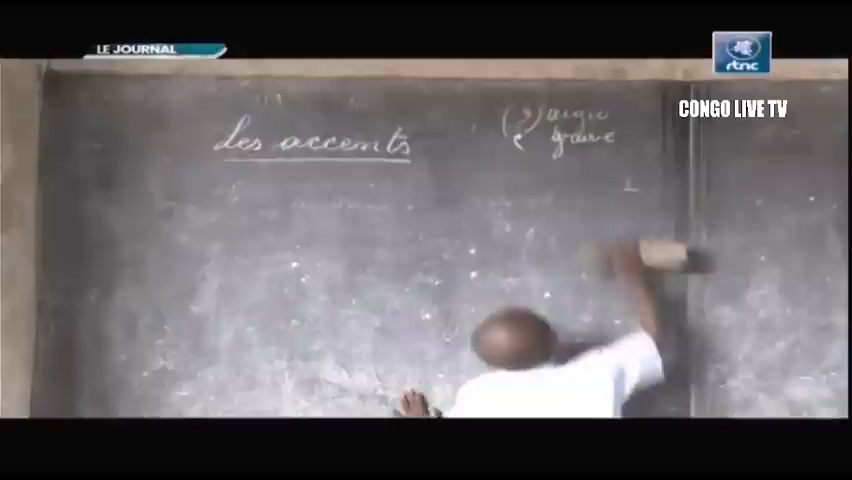 LE JOURNAL
rtnc
CONGO LIVE TV
Les accents
aigu
grave